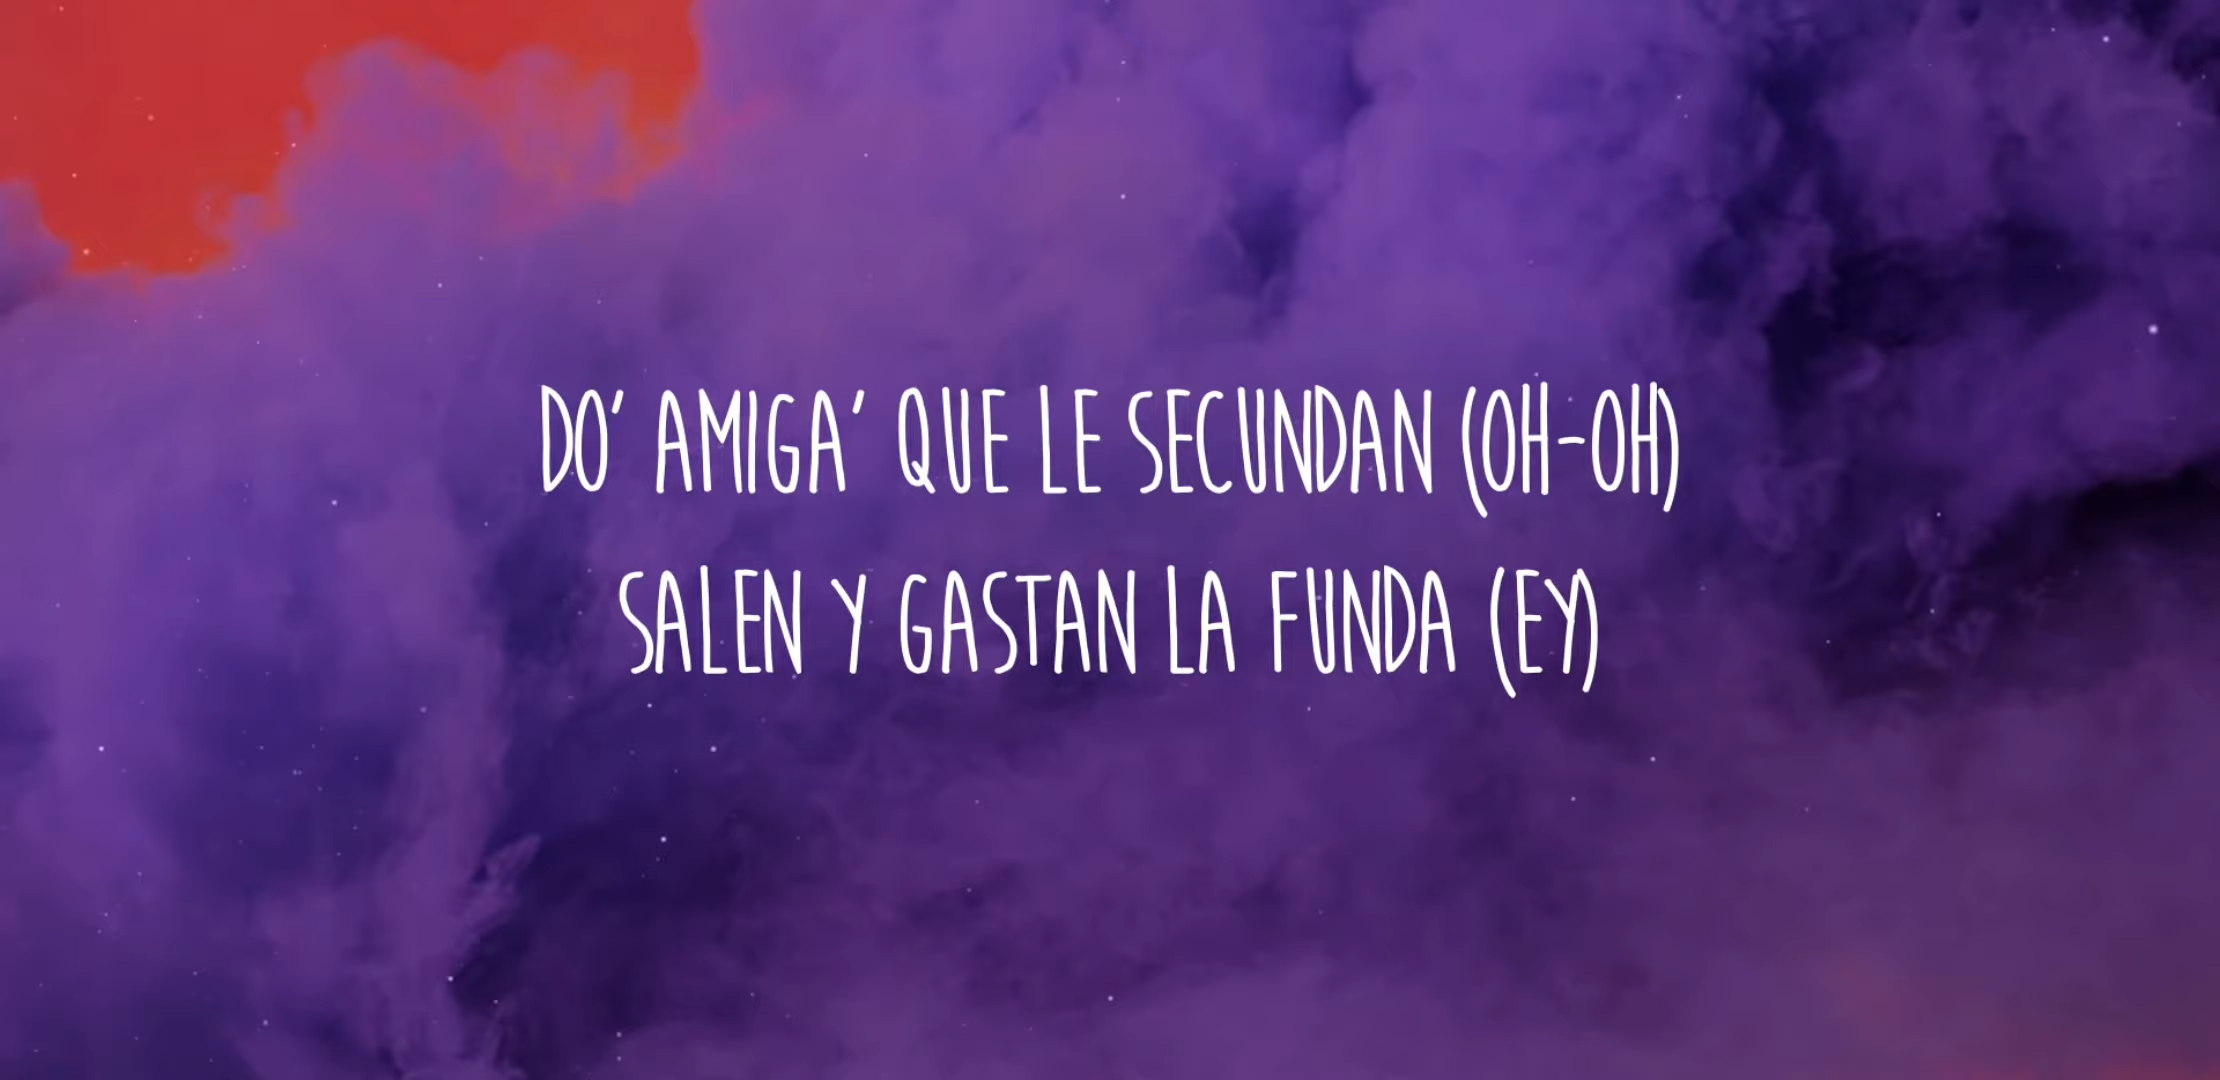 DO' AMIGA' QUE LE SECUNDAN (OH-OH)
SALEN Y GASTAN LA FUNDA (EY)